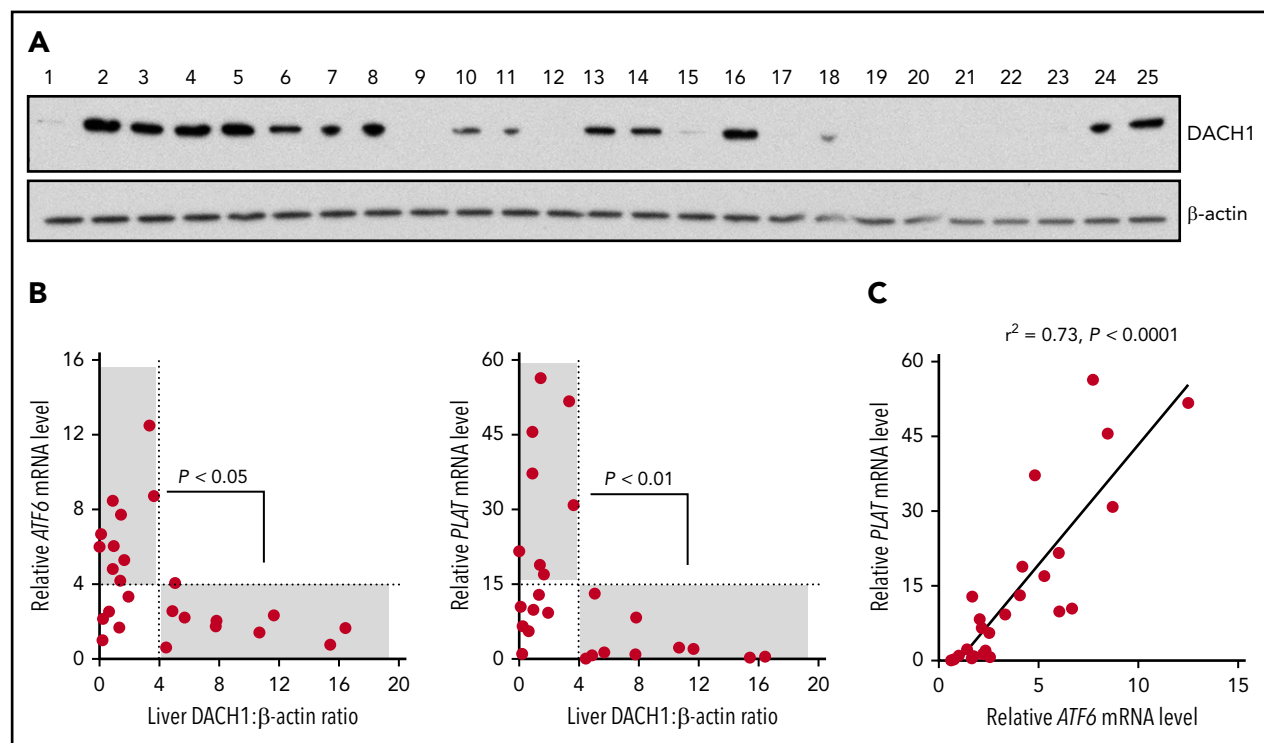 A
1 2 3 4 5 6 7 8 9 10 11 12 13 14 15 16 17 18 19 20 21 22 23 24 25
DACH1
β-actin
B
16
12
8
4
0
Relative ATF6 mRNA level
P < 0.05
0 4 8 12 16 20
Liver DACH1:β-actin ratio
60
45
30
15
0
Relative PLAT mRNA level
P < 0.01
0 4 8 12 16 20
Liver DACH1:β-actin ratio
C
r² = 0.73, P < 0.0001
60
45
30
15
0
Relative PLAT mRNA level
0 5 10 15
Relative ATF6 mRNA level